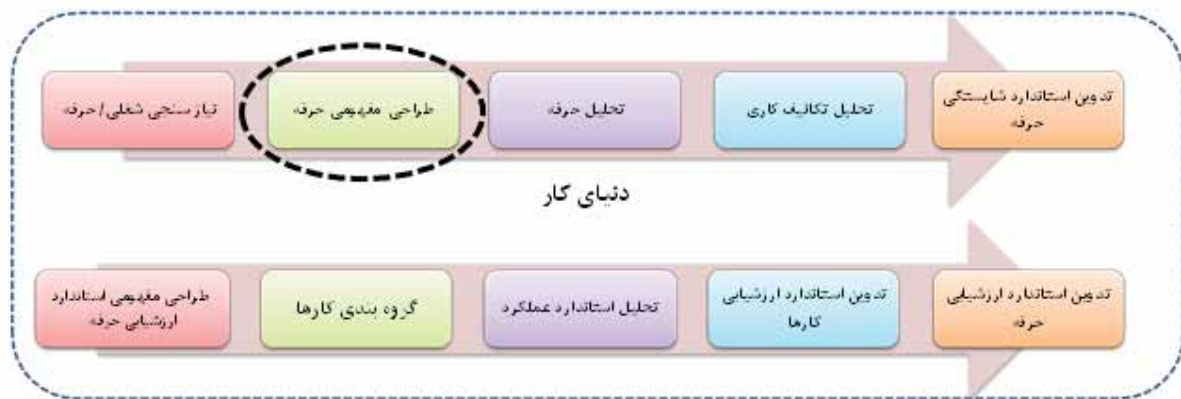 نیاز سنجی شغلی/ حرفه
طراحی مفهومی حرفه
تحلیل حرفه
تحلیل تکالیف کاری
تدوین استاندارد شایستگی
حرفه
دنیای کار
طراحی مفهومی استاندارد
ارزشیابی حرفه
گروه بندی کارها
تحلیل استاندارد عملکرد
تدوین استاندارد ارزشیابی
کارها
تدوین استاندارد ارزشیابی
حرفه